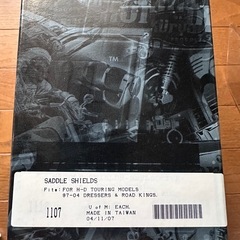 TM
SADDLE SHIELDS
Fits: FOR H-D TOURING MODELS
97-04 DRESSERS & ROAD KINGS.
1107
U of M: EACH.
MADE IN TAIWAN
04/11/07